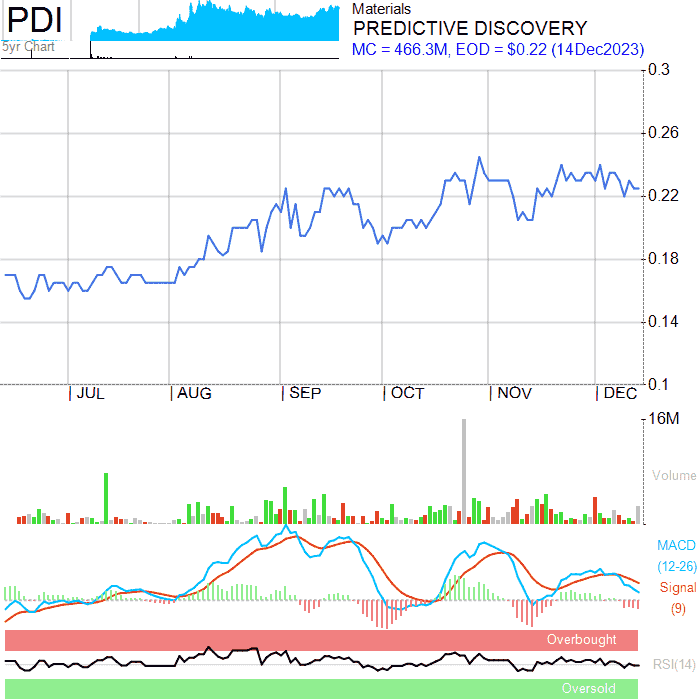 PDI
5yr Chart
Materials
PREDICTIVE DISCOVERY
MC = 466.3M, EOD = $0.22 (14Dec2023)
0.3
0.26
0.22
0.18
0.14
0.1
JUL AUG SEP OCT NOV DEC
16M
Volume
MACD
(12-26)
Signal
(9)
Overbought
RSI(14)
Oversold